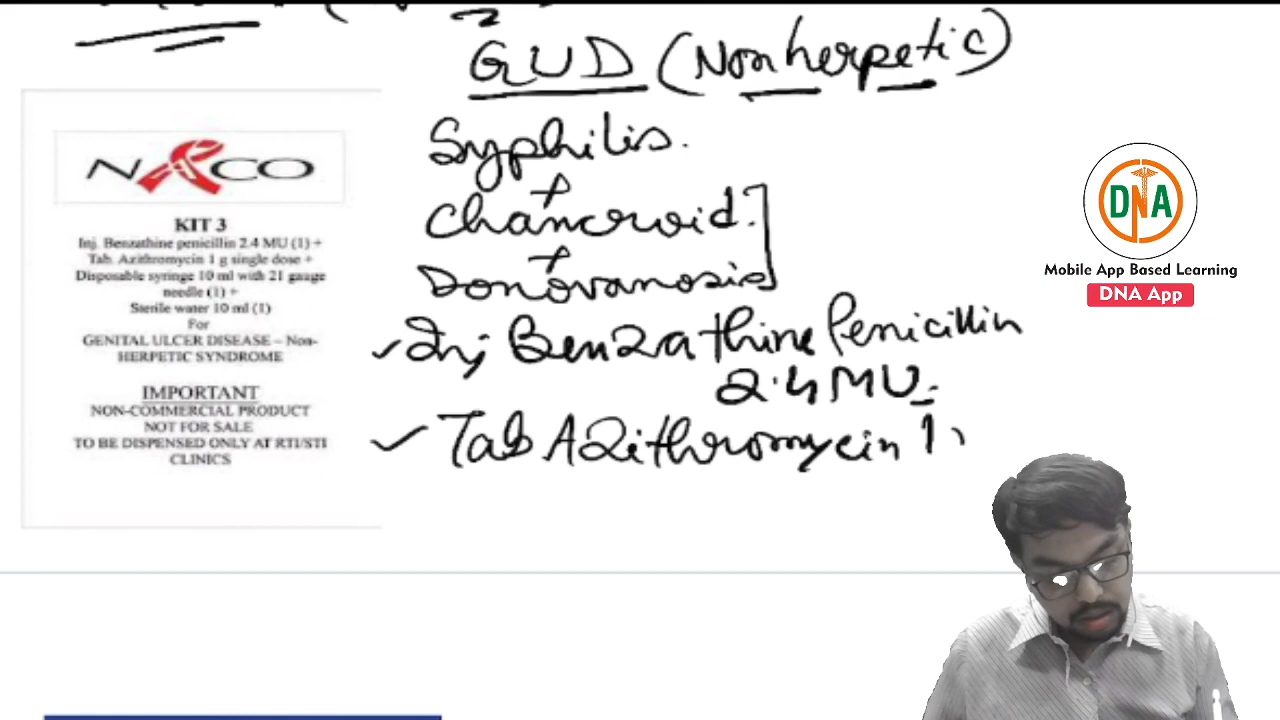 GUD (Nonherpetic)
NACO
KIT 3
Inj. Benzathine penicillin 2.4 MU (1) +
Tab. Azithromycin 1 g single dose +
Disposable syringe 10 ml with 21 gauge
needle (1) +
Sterile water 10 ml (1)
For
GENITAL ULCER DISEASE – Non-
HERPETIC SYNDROME
IMPORTANT
NON-COMMERCIAL PRODUCT
NOT FOR SALE
TO BE DISPENSED ONLY AT RTI/STI
CLINICS
Syphilis.
+
Chancroid.
+
Donovanosis
✓ Inj Benzathine Penicillin
2.4 MU
✓ Tab Azithromycin 1
DNA
Mobile App Based Learning
DNA App